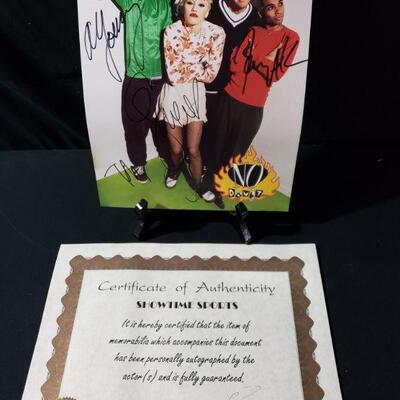 NO
DOUBT
Certificate of Authenticity
SHOWTIME SPORTS
It is hereby certified that the item of
memorabilia which accompanies this document
has been personally autographed by the
actor(s) and is fully guaranteed.